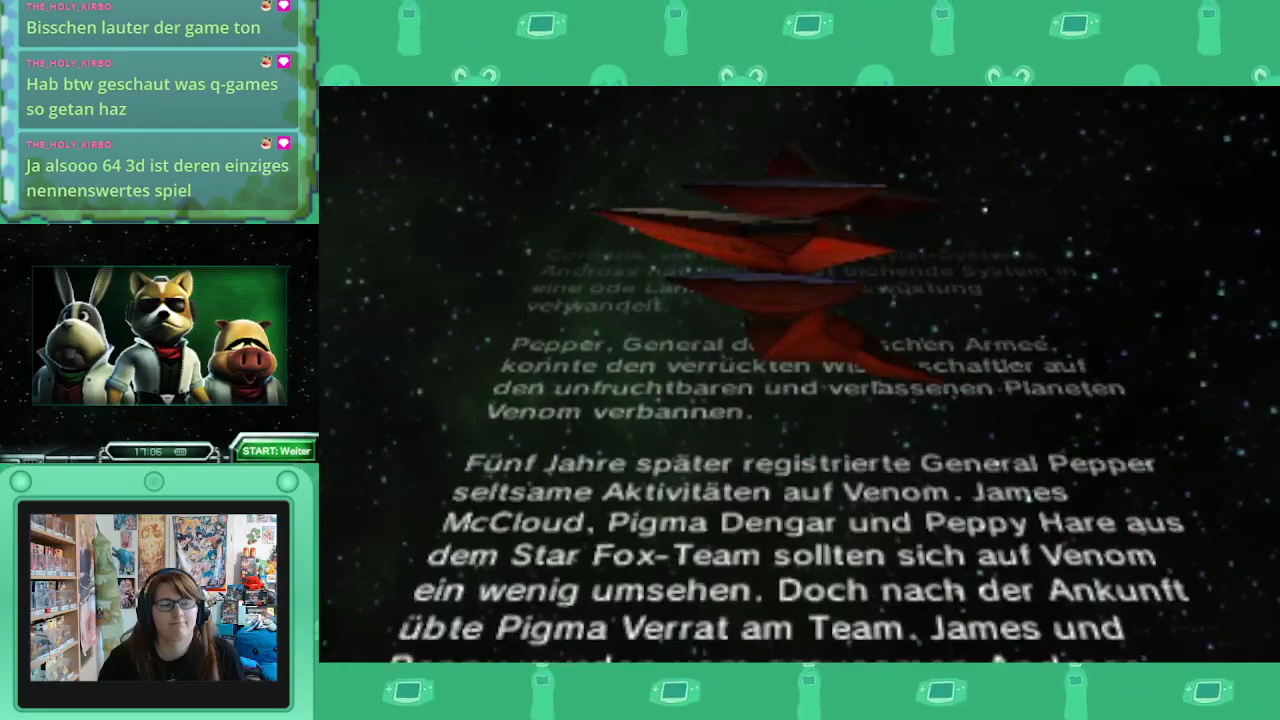 THE_HOLY_KIRBO
Bisschen lauter der game ton
THE_HOLY_KIRBO
Hab btw geschaut was q-games
so getan haz
THE_HOLY_KIRBO
Ja alsooo 64 3d ist deren einziges
nennenswertes spiel
17:06
START: Weiter
eine öde
verwandelt.
Pepper, General
schen Armee,
konnte den verrückten
schaftler auf
den unfruchtbaren und verlassenen Planeten
Venom verbannen.
Fünf Jahre später registrierte General Pepper
seltsame Aktivitäten auf Venom. James
McCloud, Pigma Dengar und Peppy Hare aus
dem Star Fox-Team sollten sich auf Venom
ein wenig umsehen. Doch nach der Ankunft
übte Pigma Verrat am Team. James und